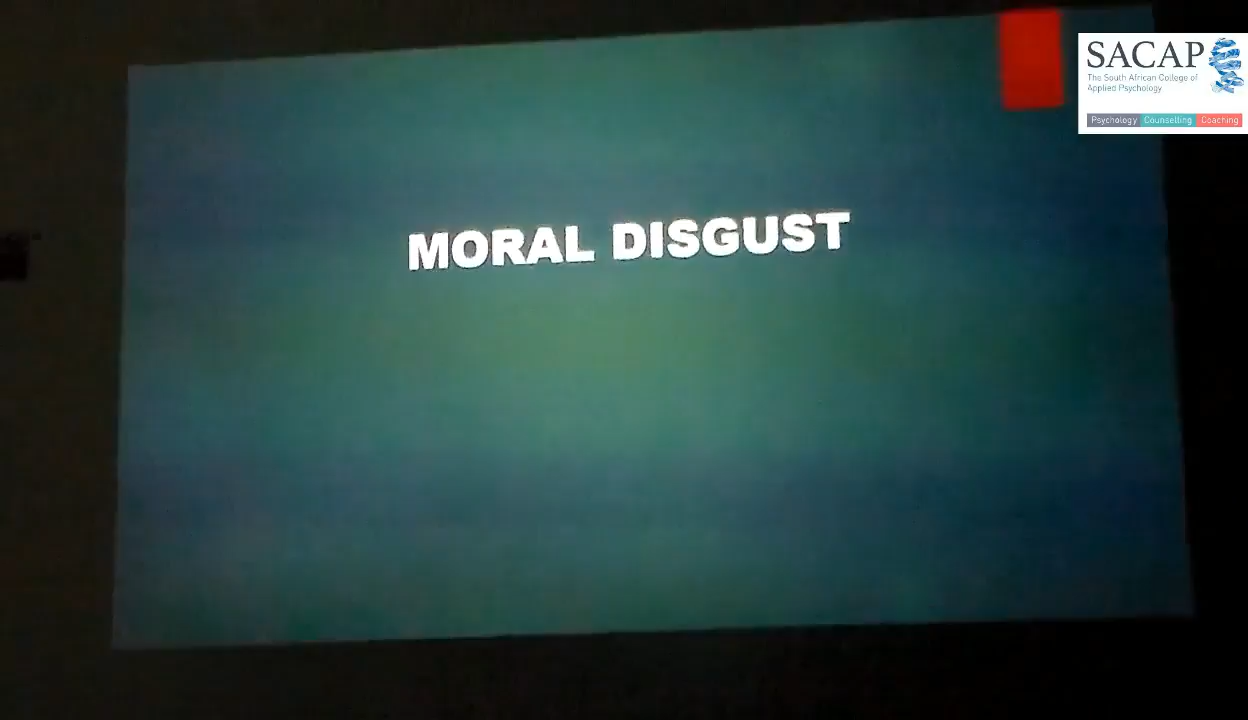 MORAL DISGUST
SACAP
The South African College of
Applied Psychology
Psychology Counselling Coaching